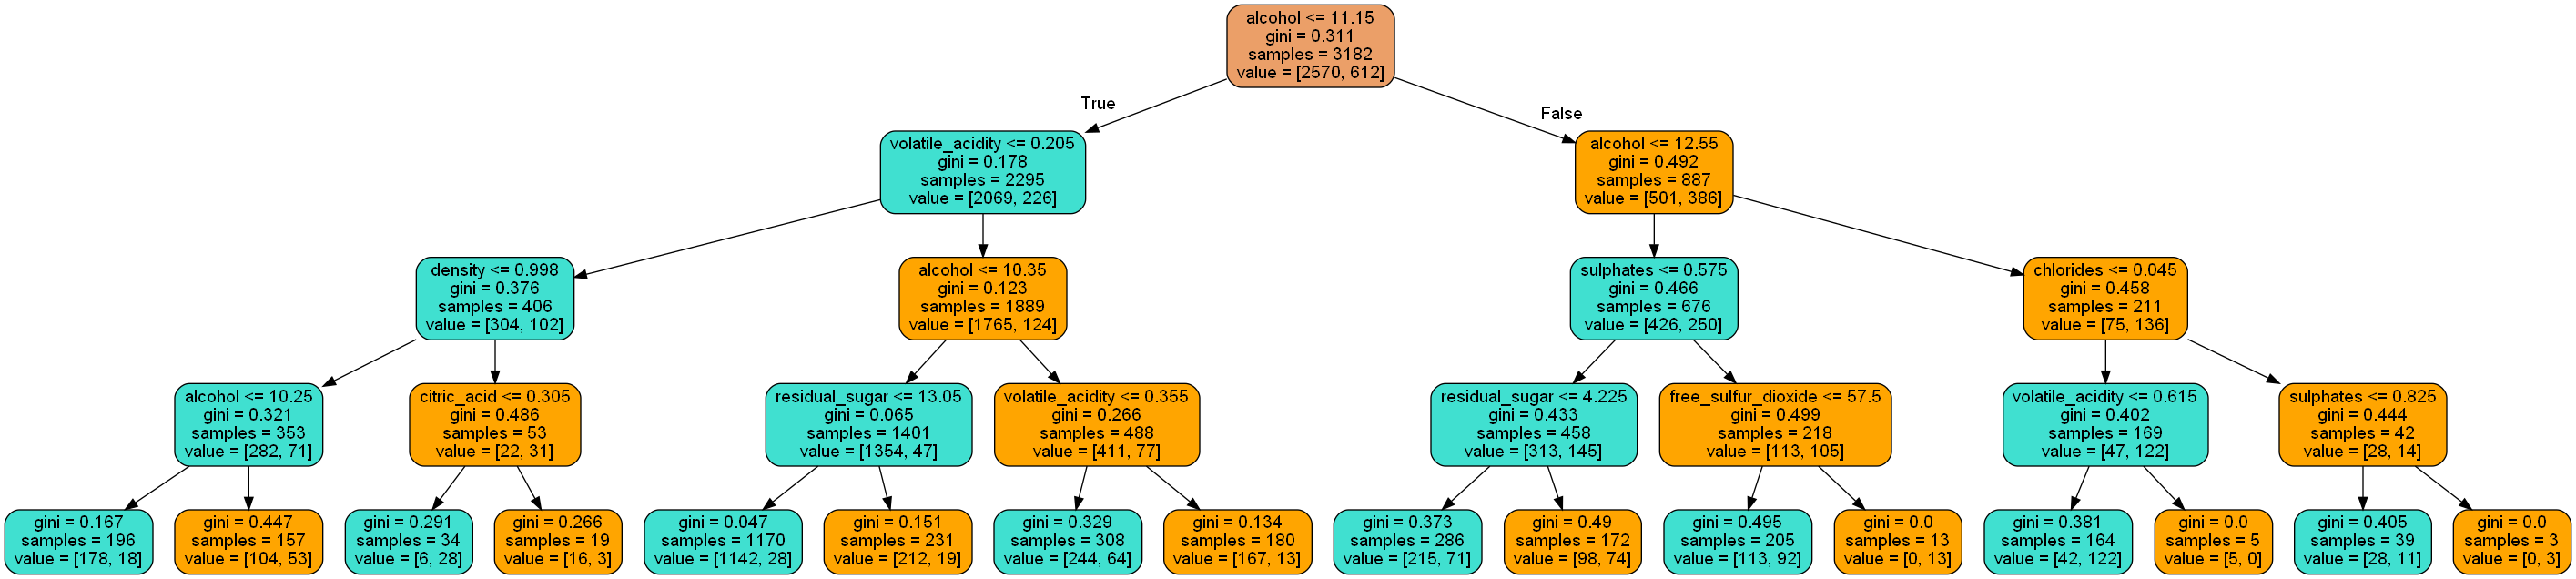 alcohol <= 11.15
gini = 0.311
samples = 3182
value = [2570, 612]
True
False
volatile_acidity <= 0.205
gini = 0.178
samples = 2295
value = [2069, 226]
alcohol <= 12.55
gini = 0.492
samples = 887
value = [501, 386]
density <= 0.998
gini = 0.376
samples = 406
value = [304, 102]
alcohol <= 10.35
gini = 0.123
samples = 1889
value = [1765, 124]
sulphates <= 0.575
gini = 0.466
samples = 676
value = [426, 250]
chlorides <= 0.045
gini = 0.458
samples = 211
value = [75, 136]
alcohol <= 10.25
gini = 0.321
samples = 353
value = [282, 71]
citric_acid <= 0.305
gini = 0.486
samples = 53
value = [22, 31]
residual_sugar <= 13.05
gini = 0.065
samples = 1401
value = [1354, 47]
volatile_acidity <= 0.355
gini = 0.266
samples = 488
value = [411, 77]
residual_sugar <= 4.225
gini = 0.433
samples = 458
value = [313, 145]
free_sulfur_dioxide <= 57.5
gini = 0.499
samples = 218
value = [113, 105]
volatile_acidity <= 0.615
gini = 0.402
samples = 169
value = [47, 122]
sulphates <= 0.825
gini = 0.444
samples = 42
value = [28, 14]
gini = 0.167
samples = 196
value = [178, 18]
gini = 0.447
samples = 157
value = [104, 53]
gini = 0.291
samples = 34
value = [6, 28]
gini = 0.266
samples = 19
value = [16, 3]
gini = 0.047
samples = 1170
value = [1142, 28]
gini = 0.151
samples = 231
value = [212, 19]
gini = 0.329
samples = 308
value = [244, 64]
gini = 0.134
samples = 180
value = [167, 13]
gini = 0.373
samples = 286
value = [215, 71]
gini = 0.49
samples = 172
value = [98, 74]
gini = 0.495
samples = 205
value = [113, 92]
gini = 0.0
samples = 13
value = [0, 13]
gini = 0.381
samples = 164
value = [42, 122]
gini = 0.0
samples = 5
value = [5, 0]
gini = 0.405
samples = 39
value = [28, 11]
gini = 0.0
samples = 3
value = [0, 3]